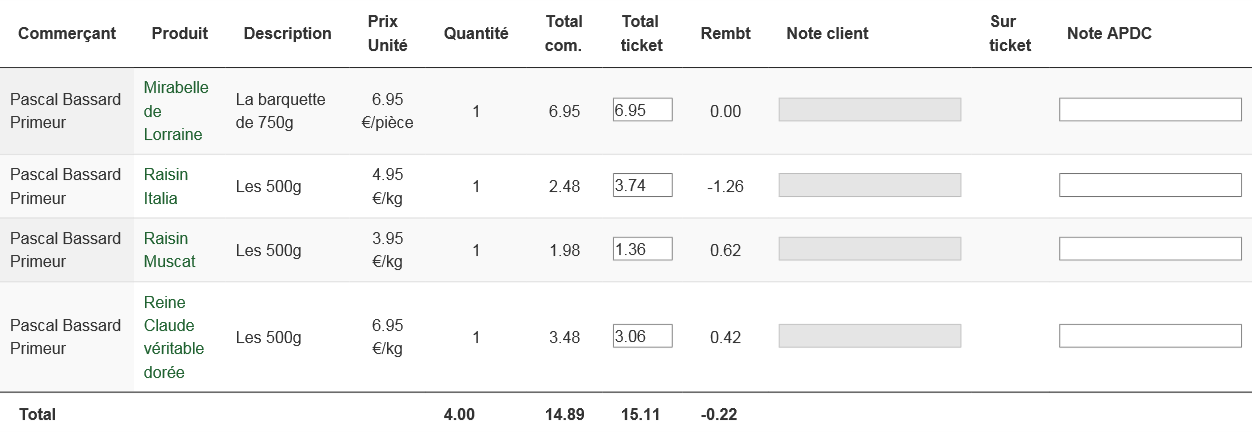 Commerçant Produit Description Prix Unité Quantité Total com. Total ticket Rembt Note client Sur ticket Note APDC
Pascal Bassard Primeur Mirabelle de Lorraine La barquette de 750g 6.95 €/pièce 1 6.95 6.95 0.00
Pascal Bassard Primeur Raisin Italia Les 500g 4.95 €/kg 1 2.48 3.74 -1.26
Pascal Bassard Primeur Raisin Muscat Les 500g 3.95 €/kg 1 1.98 1.36 0.62
Pascal Bassard Primeur Reine Claude véritable dorée Les 500g 6.95 €/kg 1 3.48 3.06 0.42
Total 4.00 14.89 15.11 -0.22